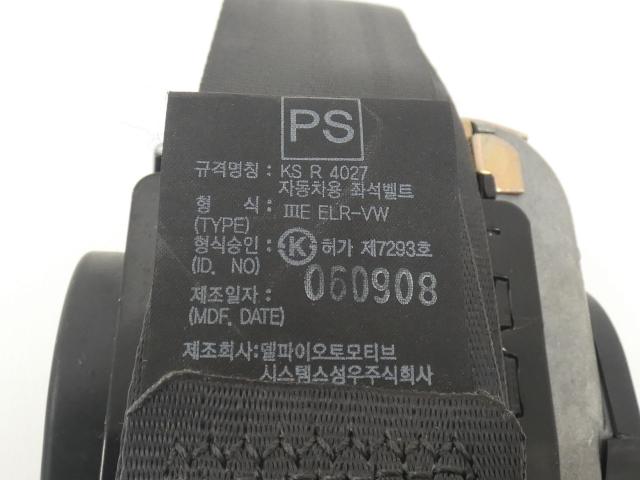 PS
규격명칭 : KS R 4027
자동차용 좌석벨트
형 식 : ⅢE ELR-VW
(TYPE)
형식승인 : Ⓚ허가 제7293호
(ID. NO)
제조일자 : 060908
(MDF. DATE)
제조회사:델파이오토모티브
시스템스성우주식회사